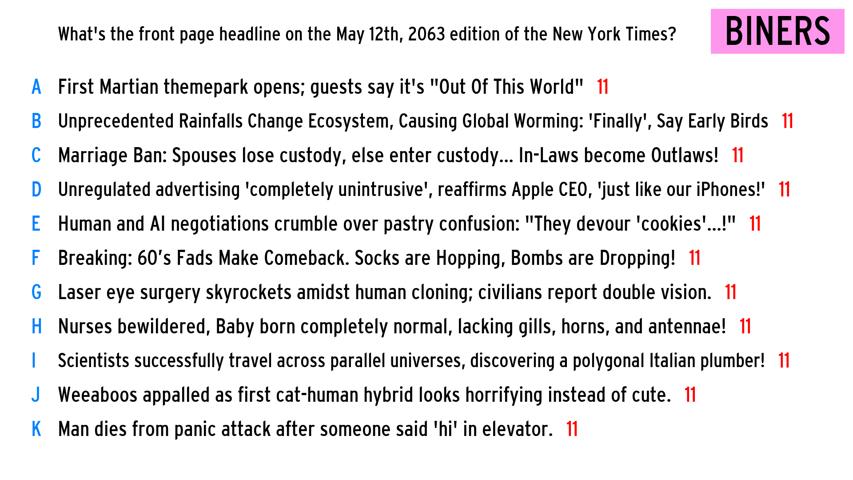 What's the front page headline on the May 12th, 2063 edition of the New York Times? BINERS
A First Martian themepark opens; guests say it's "Out Of This World" 11
B Unprecedented Rainfalls Change Ecosystem, Causing Global Worming: 'Finally', Say Early Birds 11
C Marriage Ban: Spouses lose custody, else enter custody... In-Laws become Outlaws! 11
D Unregulated advertising 'completely unintrusive', reaffirms Apple CEO, 'just like our iPhones!' 11
E Human and AI negotiations crumble over pastry confusion: "They devour 'cookies'...!" 11
F Breaking: 60's Fads Make Comeback. Socks are Hopping, Bombs are Dropping! 11
G Laser eye surgery skyrockets amidst human cloning; civilians report double vision. 11
H Nurses bewildered, Baby born completely normal, lacking gills, horns, and antennae! 11
I Scientists successfully travel across parallel universes, discovering a polygonal Italian plumber! 11
J Weeaboos appalled as first cat-human hybrid looks horrifying instead of cute. 11
K Man dies from panic attack after someone said 'hi' in elevator. 11